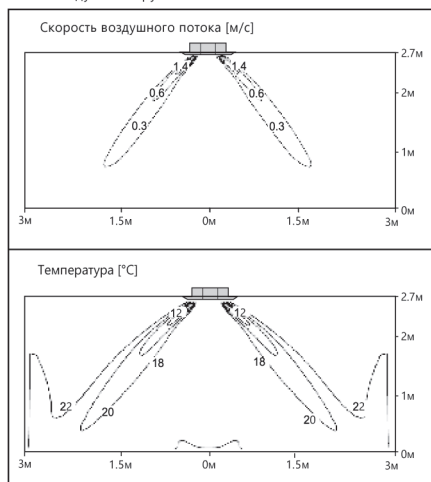 Скорость воздушного потока [м/с]
2.7м
1.4 1.4
2м
0.6 0.6
0.3 0.3
1м
0м
3м 1.5м 0м 1.5м 3м
Температура [°C]
2.7м
12 12
2м
18 18
1м
22 22
20 20
0м
3м 1.5м 0м 1.5м 3м